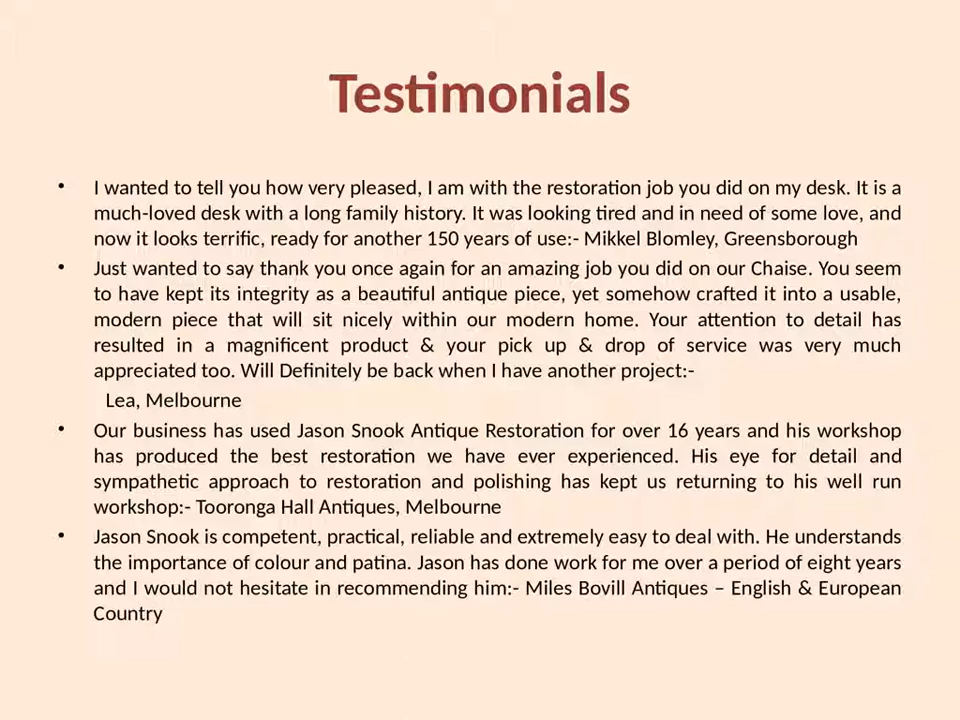 Testimonials
• I wanted to tell you how very pleased, I am with the restoration job you did on my desk. It is a
much-loved desk with a long family history. It was looking tired and in need of some love, and
now it looks terrific, ready for another 150 years of use:- Mikkel Blomley, Greensborough
• Just wanted to say thank you once again for an amazing job you did on our Chaise. You seem
to have kept its integrity as a beautiful antique piece, yet somehow crafted it into a usable,
modern piece that will sit nicely within our modern home. Your attention to detail has
resulted in a magnificent product & your pick up & drop of service was very much
appreciated too. Will Definitely be back when I have another project:-
Lea, Melbourne
• Our business has used Jason Snook Antique Restoration for over 16 years and his workshop
has produced the best restoration we have ever experienced. His eye for detail and
sympathetic approach to restoration and polishing has kept us returning to his well run
workshop:- Tooronga Hall Antiques, Melbourne
• Jason Snook is competent, practical, reliable and extremely easy to deal with. He understands
the importance of colour and patina. Jason has done work for me over a period of eight years
and I would not hesitate in recommending him:- Miles Bovill Antiques – English & European
Country